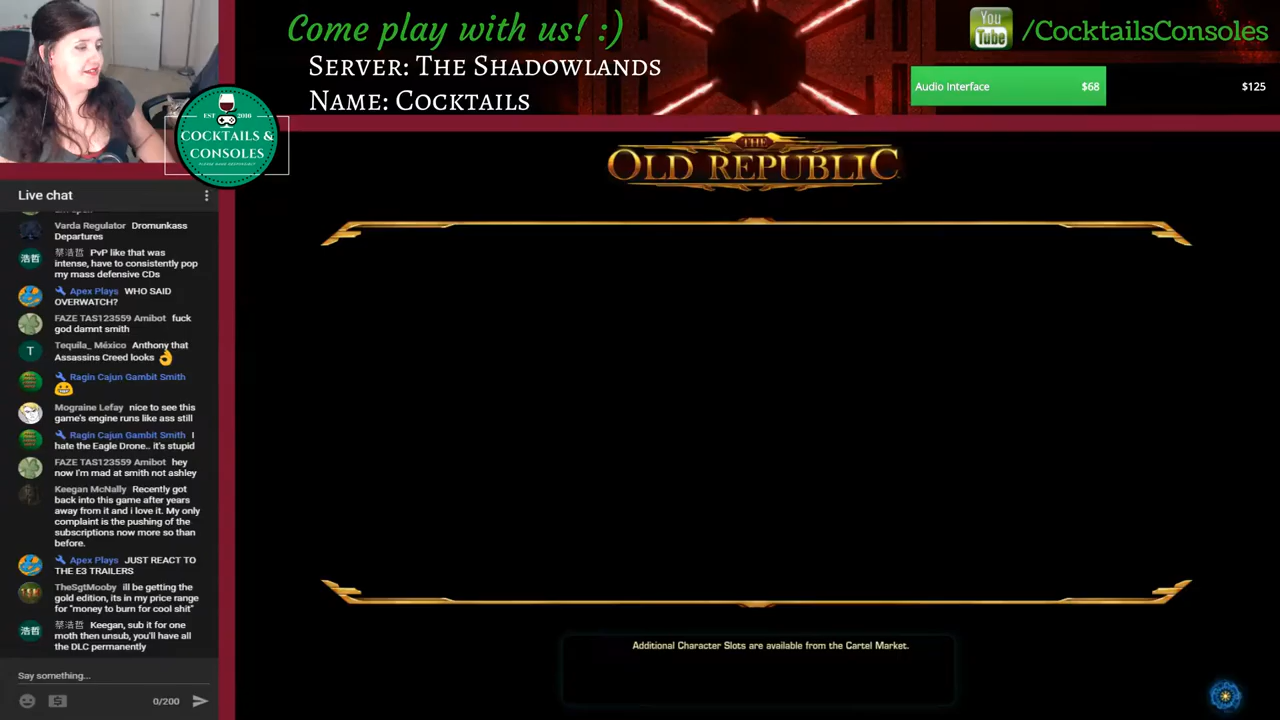 Come play with us! :)
SERVER: THE SHADOWLANDS
NAME: COCKTAILS
You
Tube
/CocktailsConsoles
Audio Interface $68 $125
EST 2018
COCKTAILS &
CONSOLES
THE
OLD REPUBLIC
Live chat
Varda Regulator Dromunkass
Departures
蔡浩哲 PvP like that was
intense, have to consistently pop
my mass defensive CDs
浩哲
Apex Plays WHO SAID
OVERWATCH?
FAZE TAS123559 Amibot fuck
god damnt smith
T
Tequila_ México Anthony that
Assassins Creed looks 👌
Ragin Cajun Gambit Smith
😀
Mograine Lefay nice to see this
game's engine runs like ass still
Ragin Cajun Gambit Smith I
hate the Eagle Drone.. it's stupid
FAZE TAS123559 Amibot hey
now I'm mad at smith not ashley
Keegan McNally Recently got
back into this game after years
away from it and i love it. My only
complaint is the pushing of the
subscriptions now more so than
before.
Apex Plays JUST REACT TO
THE E3 TRAILERS
TheSgtMooby ill be getting the
gold edition, its in my price range
for "money to burn for cool shit"
蔡浩哲 Keegan, sub it for one
moth then unsub, you'll have all
the DLC permanently
浩哲
Say something...
0/200
Additional Character Slots are available from the Cartel Market.